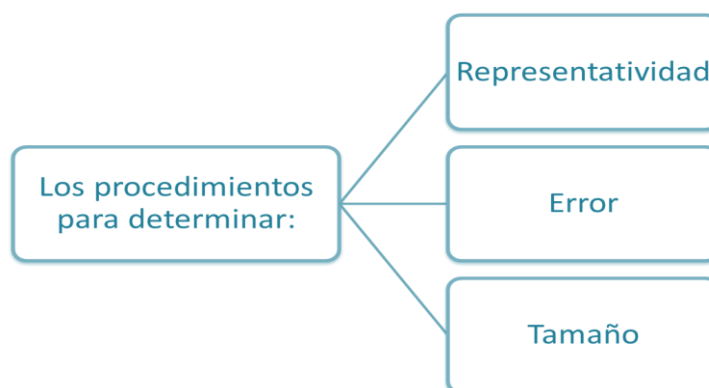 Los procedimientos
para determinar:
Representatividad
Error
Tamaño